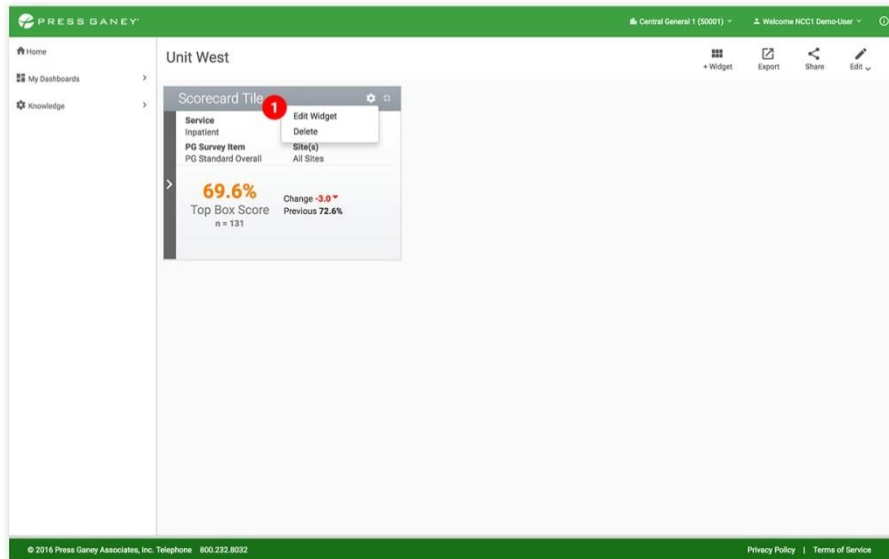 PRESS GANEY
Central General 1 (50001)
Welcome NCC1 Demo-User
Home
My Dashboards
Knowledge
Unit West
+ Widget
Export
Share
Edit
Scorecard Tile
1
Edit Widget
Delete
Service
Inpatient
PG Survey Item
PG Standard Overall
Site(s)
All Sites
69.6%
Top Box Score
n = 131
Change -3.0
Previous 72.6%
© 2016 Press Ganey Associates, Inc. Telephone 800.232.8032
Privacy Policy | Terms of Service